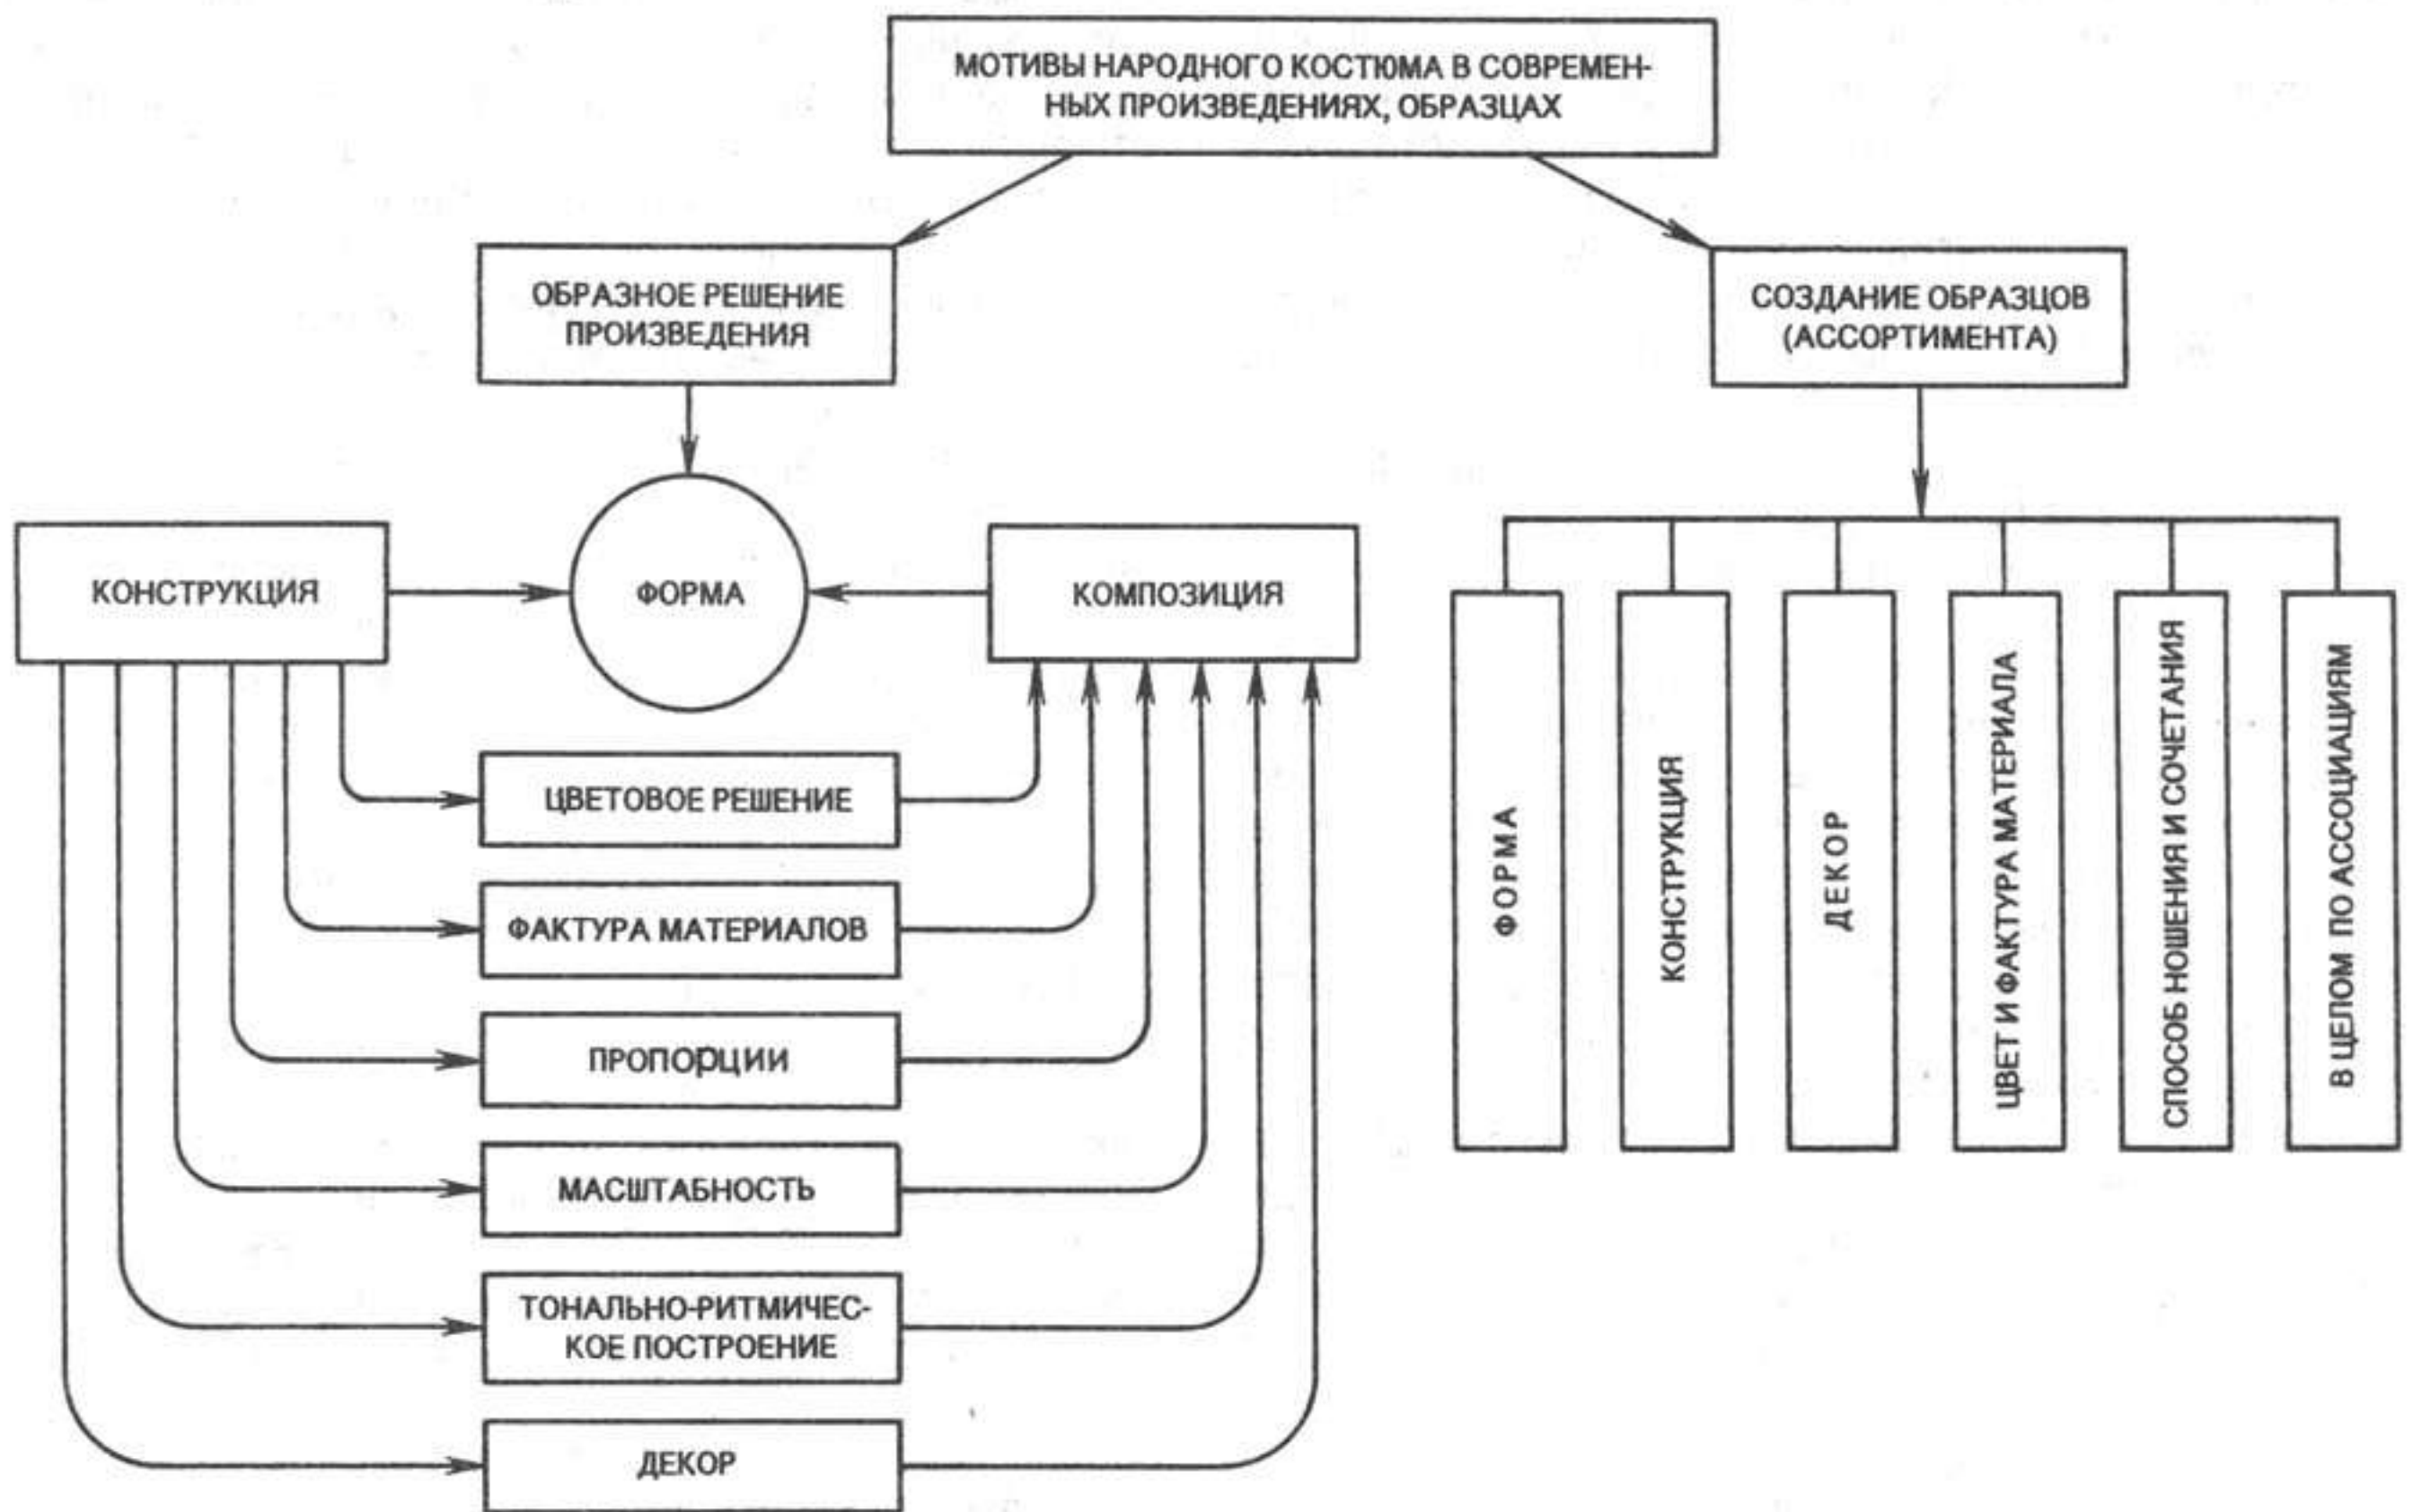 МОТИВЫ НАРОДНОГО КОСТЮМА В СОВРЕМЕН-
НЫХ ПРОИЗВЕДЕНИЯХ, ОБРАЗЦАХ
ОБРАЗНОЕ РЕШЕНИЕ
ПРОИЗВЕДЕНИЯ
СОЗДАНИЕ ОБРАЗЦОВ
(АССОРТИМЕНТА)
КОНСТРУКЦИЯ
ФОРМА
КОМПОЗИЦИЯ
ЦВЕТОВОЕ РЕШЕНИЕ
ФАКТУРА МАТЕРИАЛОВ
ПРОПОРЦИИ
МАСШТАБНОСТЬ
ТОНАЛЬНО-РИТМИЧЕС-
КОЕ ПОСТРОЕНИЕ
ДЕКОР
ФОРМА
КОНСТРУКЦИЯ
ДЕКОР
ЦВЕТ И ФАКТУРА МАТЕРИАЛА
СПОСОБ НОШЕНИЯ И СОЧЕТАНИЯ
В ЦЕЛОМ ПО АССОЦИАЦИЯМ